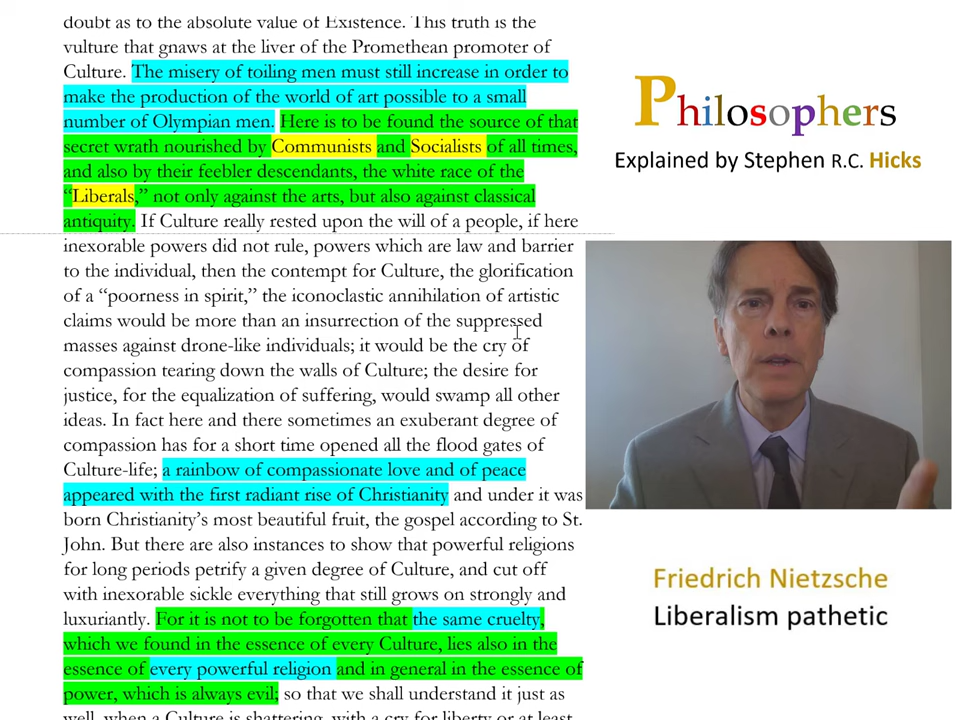 doubt as to the absolute value of Existence. This truth is the
vulture that gnaws at the liver of the Promethean promoter of
Culture. The misery of toiling men must still increase in order to
make the production of the world of art possible to a small
number of Olympian men. Here is to be found the source of that
secret wrath nourished by Communists and Socialists of all times,
and also by their feebler descendants, the white race of the
“Liberals,” not only against the arts, but also against classical
antiquity. If Culture really rested upon the will of a people, if here
inexorable powers did not rule, powers which are law and barrier
to the individual, then the contempt for Culture, the glorification
of a “poorness in spirit,” the iconoclastic annihilation of artistic
claims would be more than an insurrection of the suppressed
masses against drone-like individuals; it would be the cry of
compassion tearing down the walls of Culture; the desire for
justice, for the equalization of suffering, would swamp all other
ideas. In fact here and there sometimes an exuberant degree of
compassion has for a short time opened all the flood gates of
Culture-life; a rainbow of compassionate love and of peace
appeared with the first radiant rise of Christianity and under it was
born Christianity’s most beautiful fruit, the gospel according to St.
John. But there are also instances to show that powerful religions
for long periods petrify a given degree of Culture, and cut off
with inexorable sickle everything that still grows on strongly and
luxuriantly. For it is not to be forgotten that the same cruelty,
which we found in the essence of every Culture, lies also in the
essence of every powerful religion and in general in the essence of
power, which is always evil; so that we shall understand it just as
well, when a Culture is shattering, with a cry for liberty or at least
Philosophers
Explained by Stephen R.C. Hicks
Friedrich Nietzsche
Liberalism pathetic